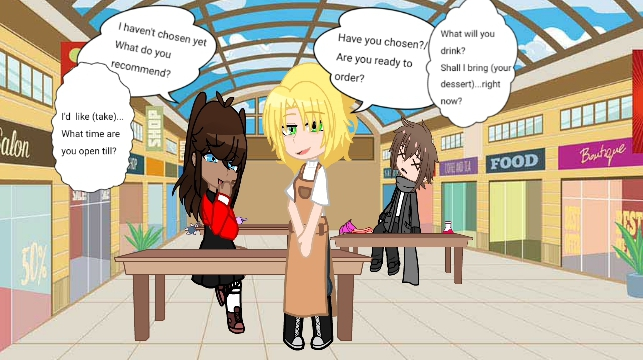 I haven't chosen yet
What do you
recommend?
Have you chosen?/
Are you ready to
order?
What will you
drink?
Shall I bring (your
dessert)...right
now?
I'd like (take)...
What time are
you open till?
Salon
50%
SHOP
FOOD
Boutique